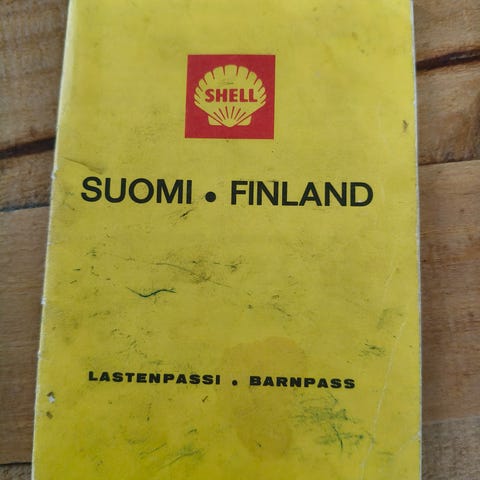 SHELL
SUOMI • FINLAND
LASTENPASSI • BARNPASS